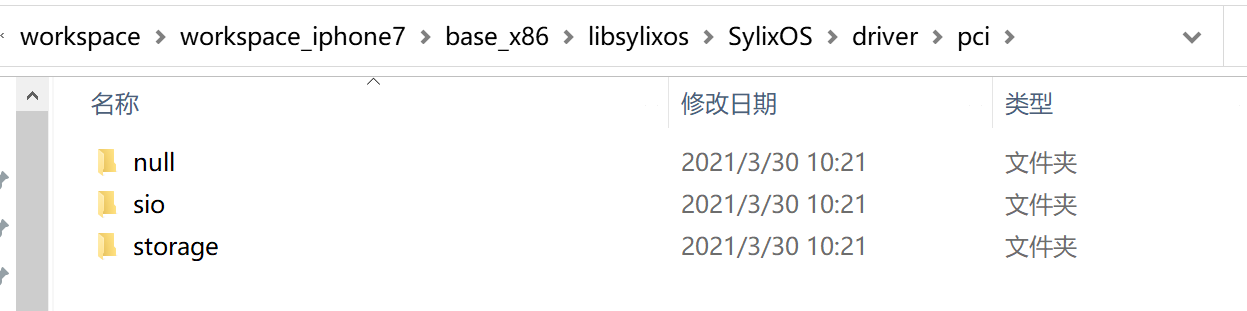 workspace > workspace_iphone7 > base_x86 > libsylixos > SylixOS > driver > pci >
名称 修改日期 类型
null 2021/3/30 10:21 文件夹
sio 2021/3/30 10:21 文件夹
storage 2021/3/30 10:21 文件夹